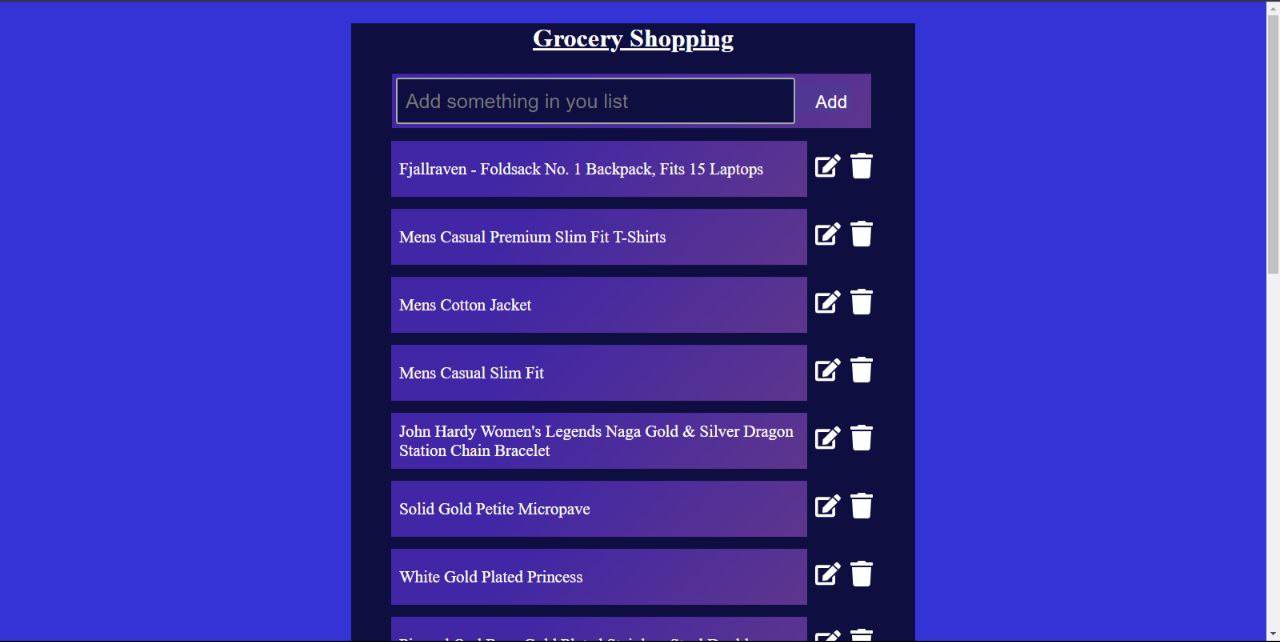 Grocery Shopping
Add something in you list
Add
Fjallraven - Foldsack No. 1 Backpack, Fits 15 Laptops
Mens Casual Premium Slim Fit T-Shirts
Mens Cotton Jacket
Mens Casual Slim Fit
John Hardy Women's Legends Naga Gold & Silver Dragon
Station Chain Bracelet
Solid Gold Petite Micropave
White Gold Plated Princess